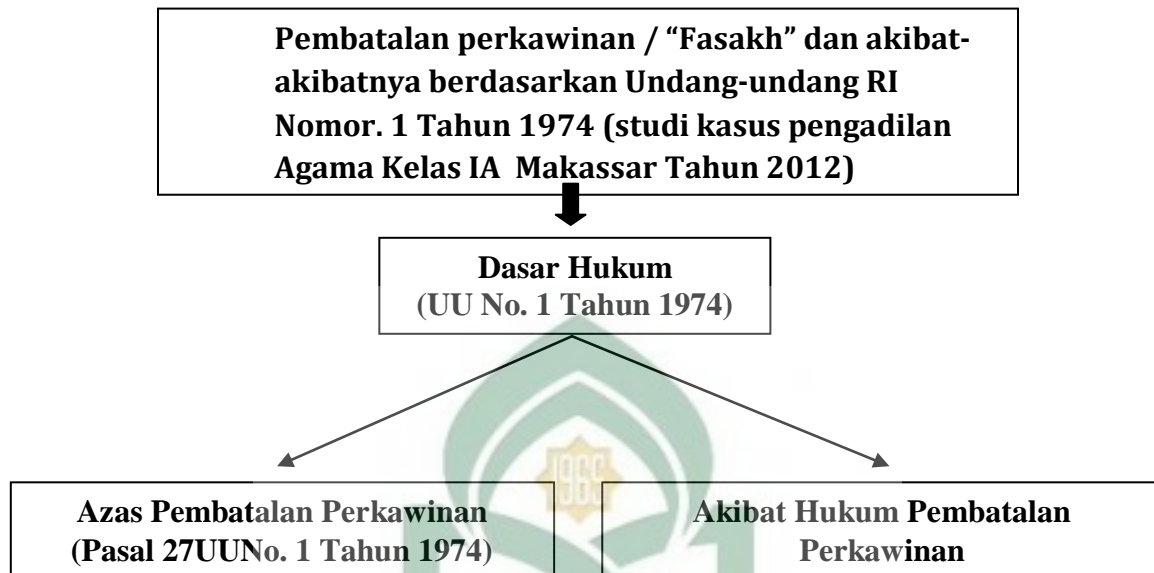 Pembatalan perkawinan / “Fasakh” dan akibat-
akibatnya berdasarkan Undang-undang RI
Nomor. 1 Tahun 1974 (studi kasus pengadilan
Agama Kelas IA Makassar Tahun 2012)
Dasar Hukum
(UU No. 1 Tahun 1974)
1965
Azas Pembatalan Perkawinan
(Pasal 27UUNo. 1 Tahun 1974)
Akibat Hukum Pembatalan
Perkawinan